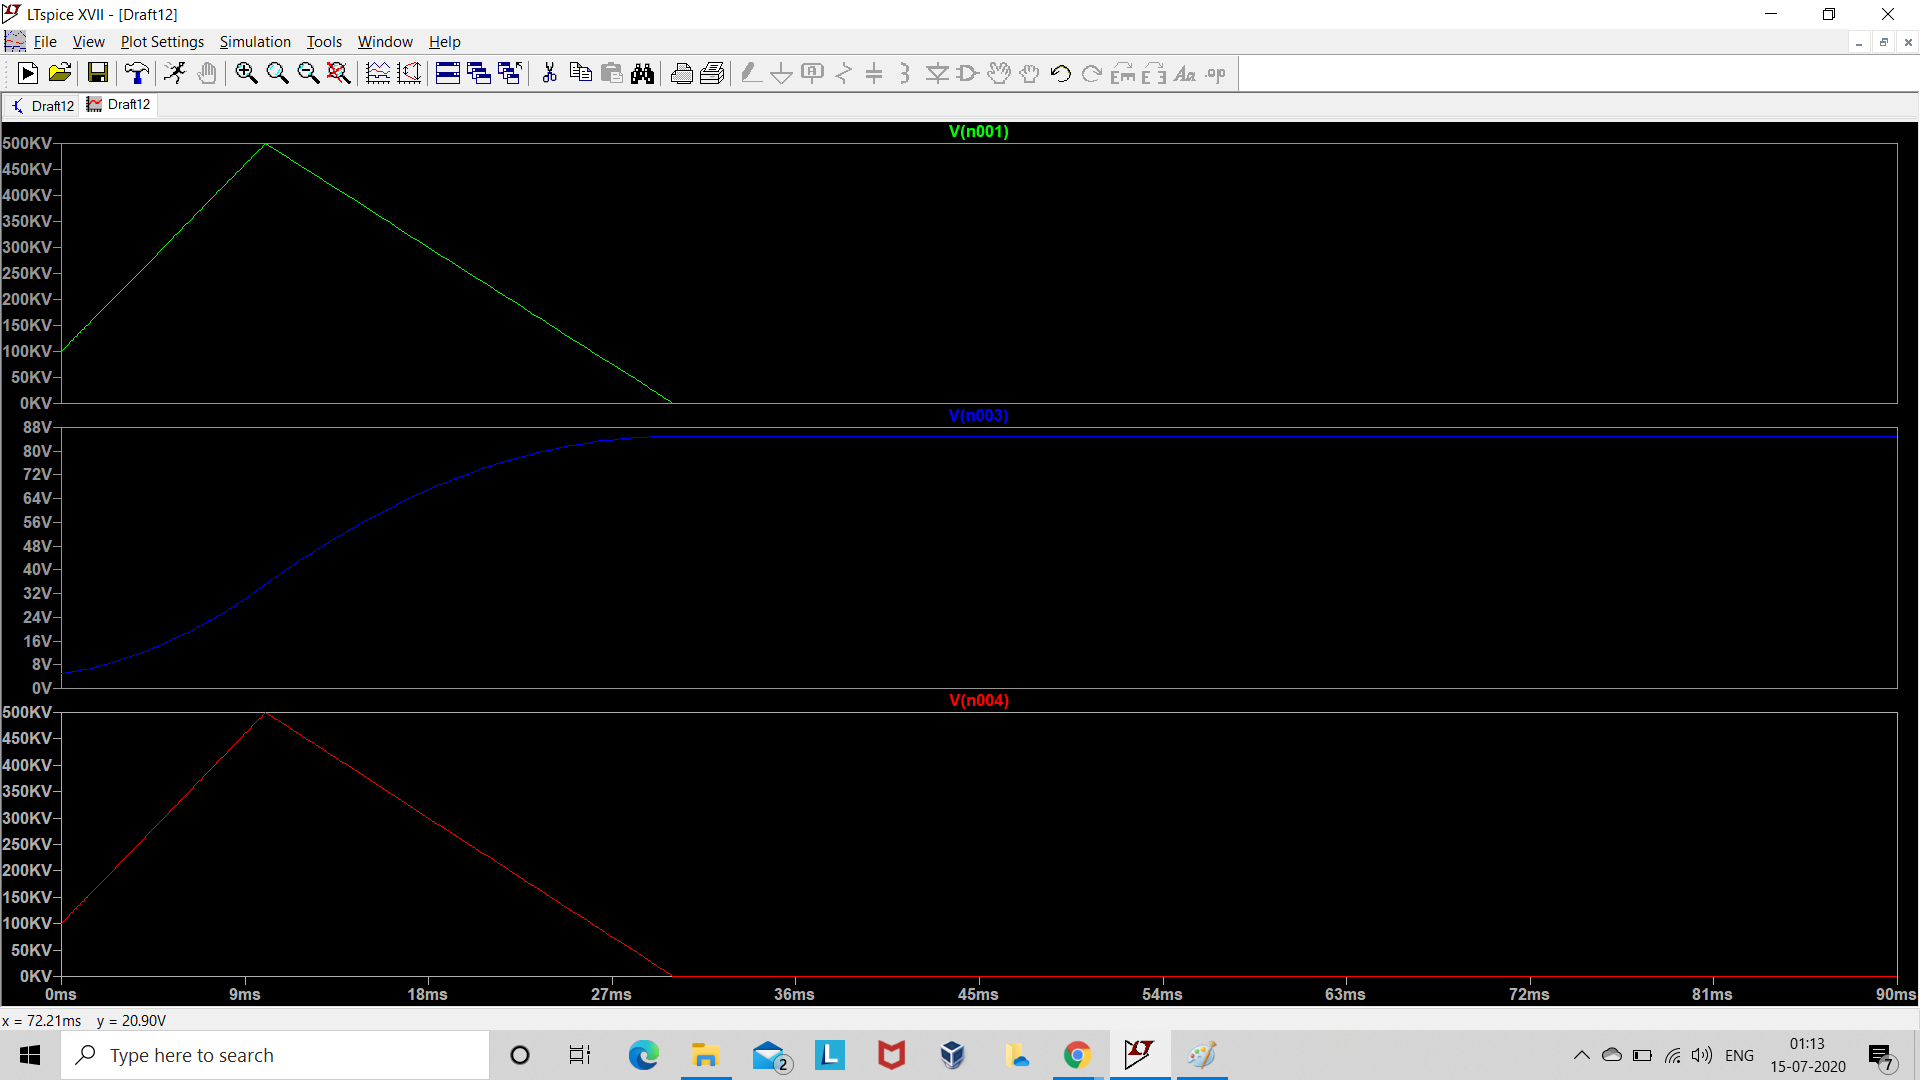 LTspice XVII - [Draft12]
File View Plot Settings Simulation Tools Window Help
Draft12 Draft12
V(n001)
500KV
450KV
400KV
350KV
300KV
250KV
200KV
150KV
100KV
50KV
0KV
V(n003)
88V
80V
72V
64V
56V
48V
40V
32V
24V
16V
8V
0V
V(n004)
500KV
450KV
400KV
350KV
300KV
250KV
200KV
150KV
100KV
50KV
0KV
0ms 9ms 18ms 27ms 36ms 45ms 54ms 63ms 72ms 81ms 90ms
x = 72.21ms y = 20.90V
Type here to search
2
L
ENG
01:13
15-07-2020
7